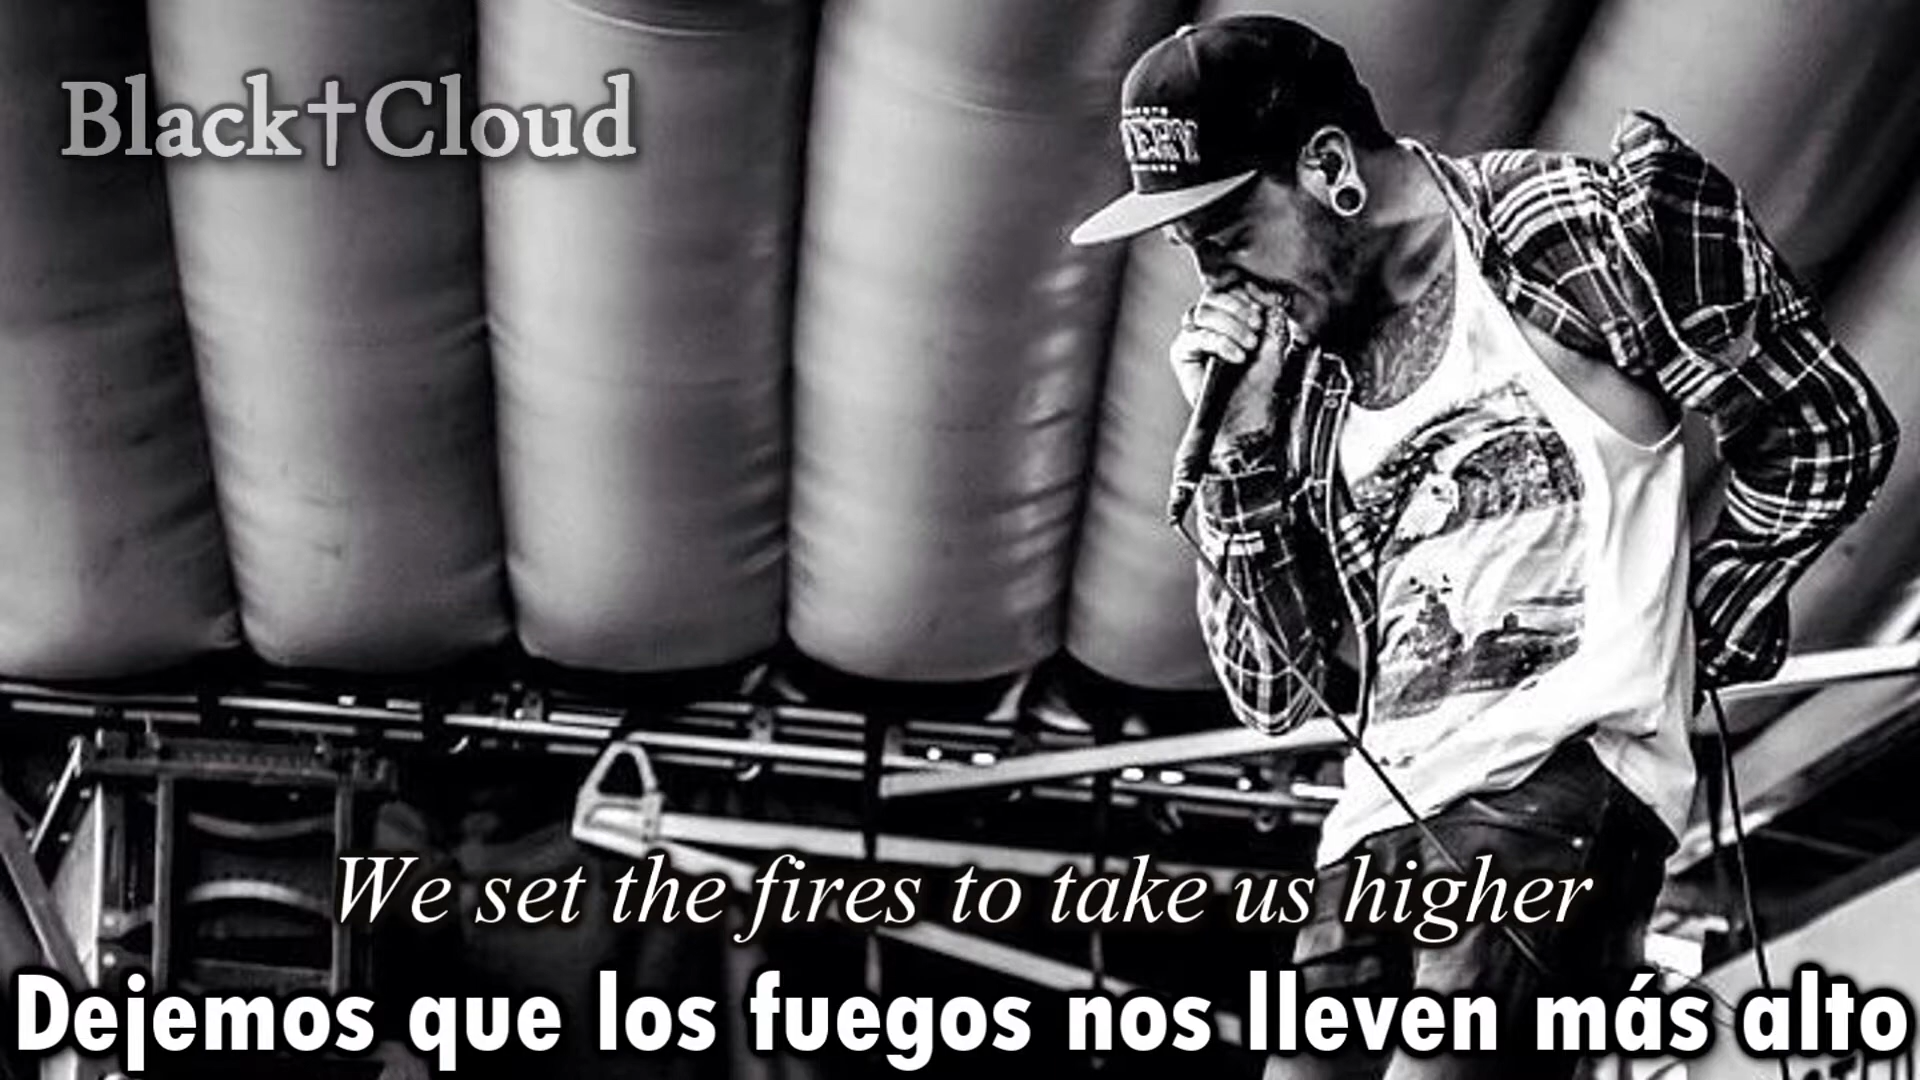 Black†Cloud
We set the fires to take us higher
Dejemos que los fuegos nos lleven más alto